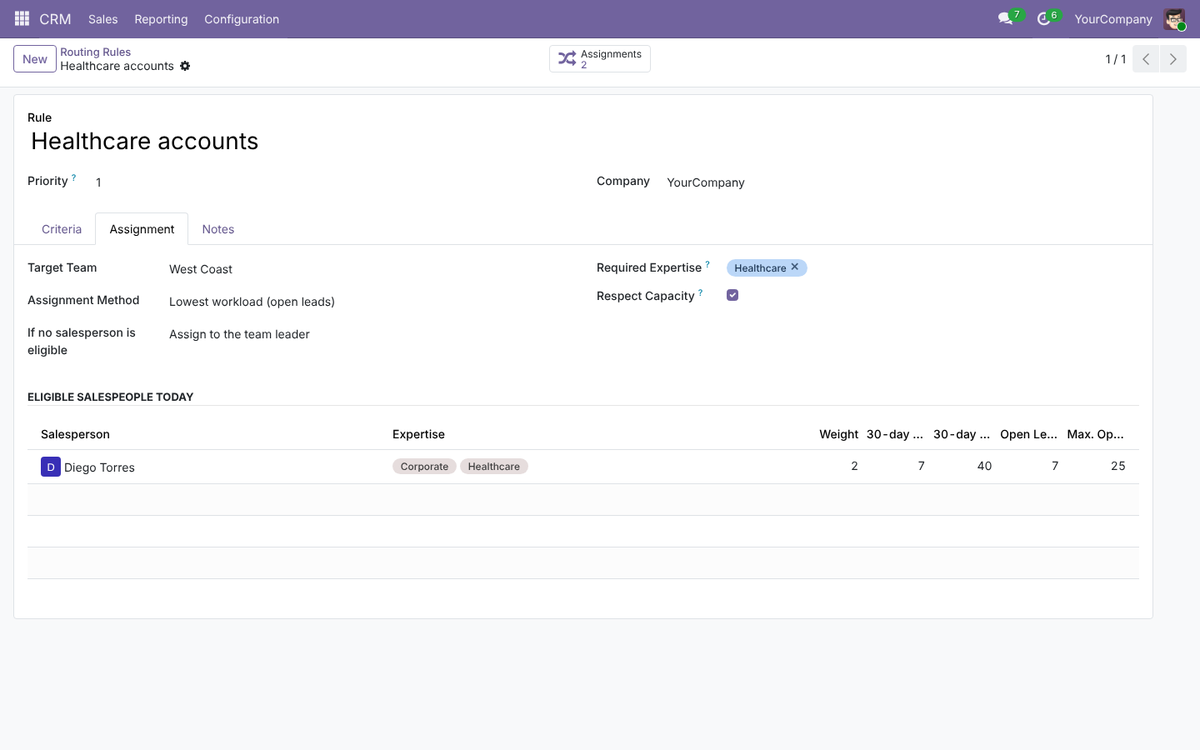 CRM Sales Reporting Configuration 7 6 YourCompany
New Routing Rules
Healthcare accounts
Assignments
2
1 / 1
Rule
Healthcare accounts
Priority ? 1
Company YourCompany
Criteria Assignment Notes
Target Team West Coast
Required Expertise ? Healthcare ✕
Assignment Method Lowest workload (open leads)
Respect Capacity ?
If no salesperson is eligible Assign to the team leader
ELIGIBLE SALESPEOPLE TODAY
Salesperson Expertise Weight 30-day ... 30-day ... Open Le... Max. Op...
D Diego Torres Corporate Healthcare 2 7 40 7 25